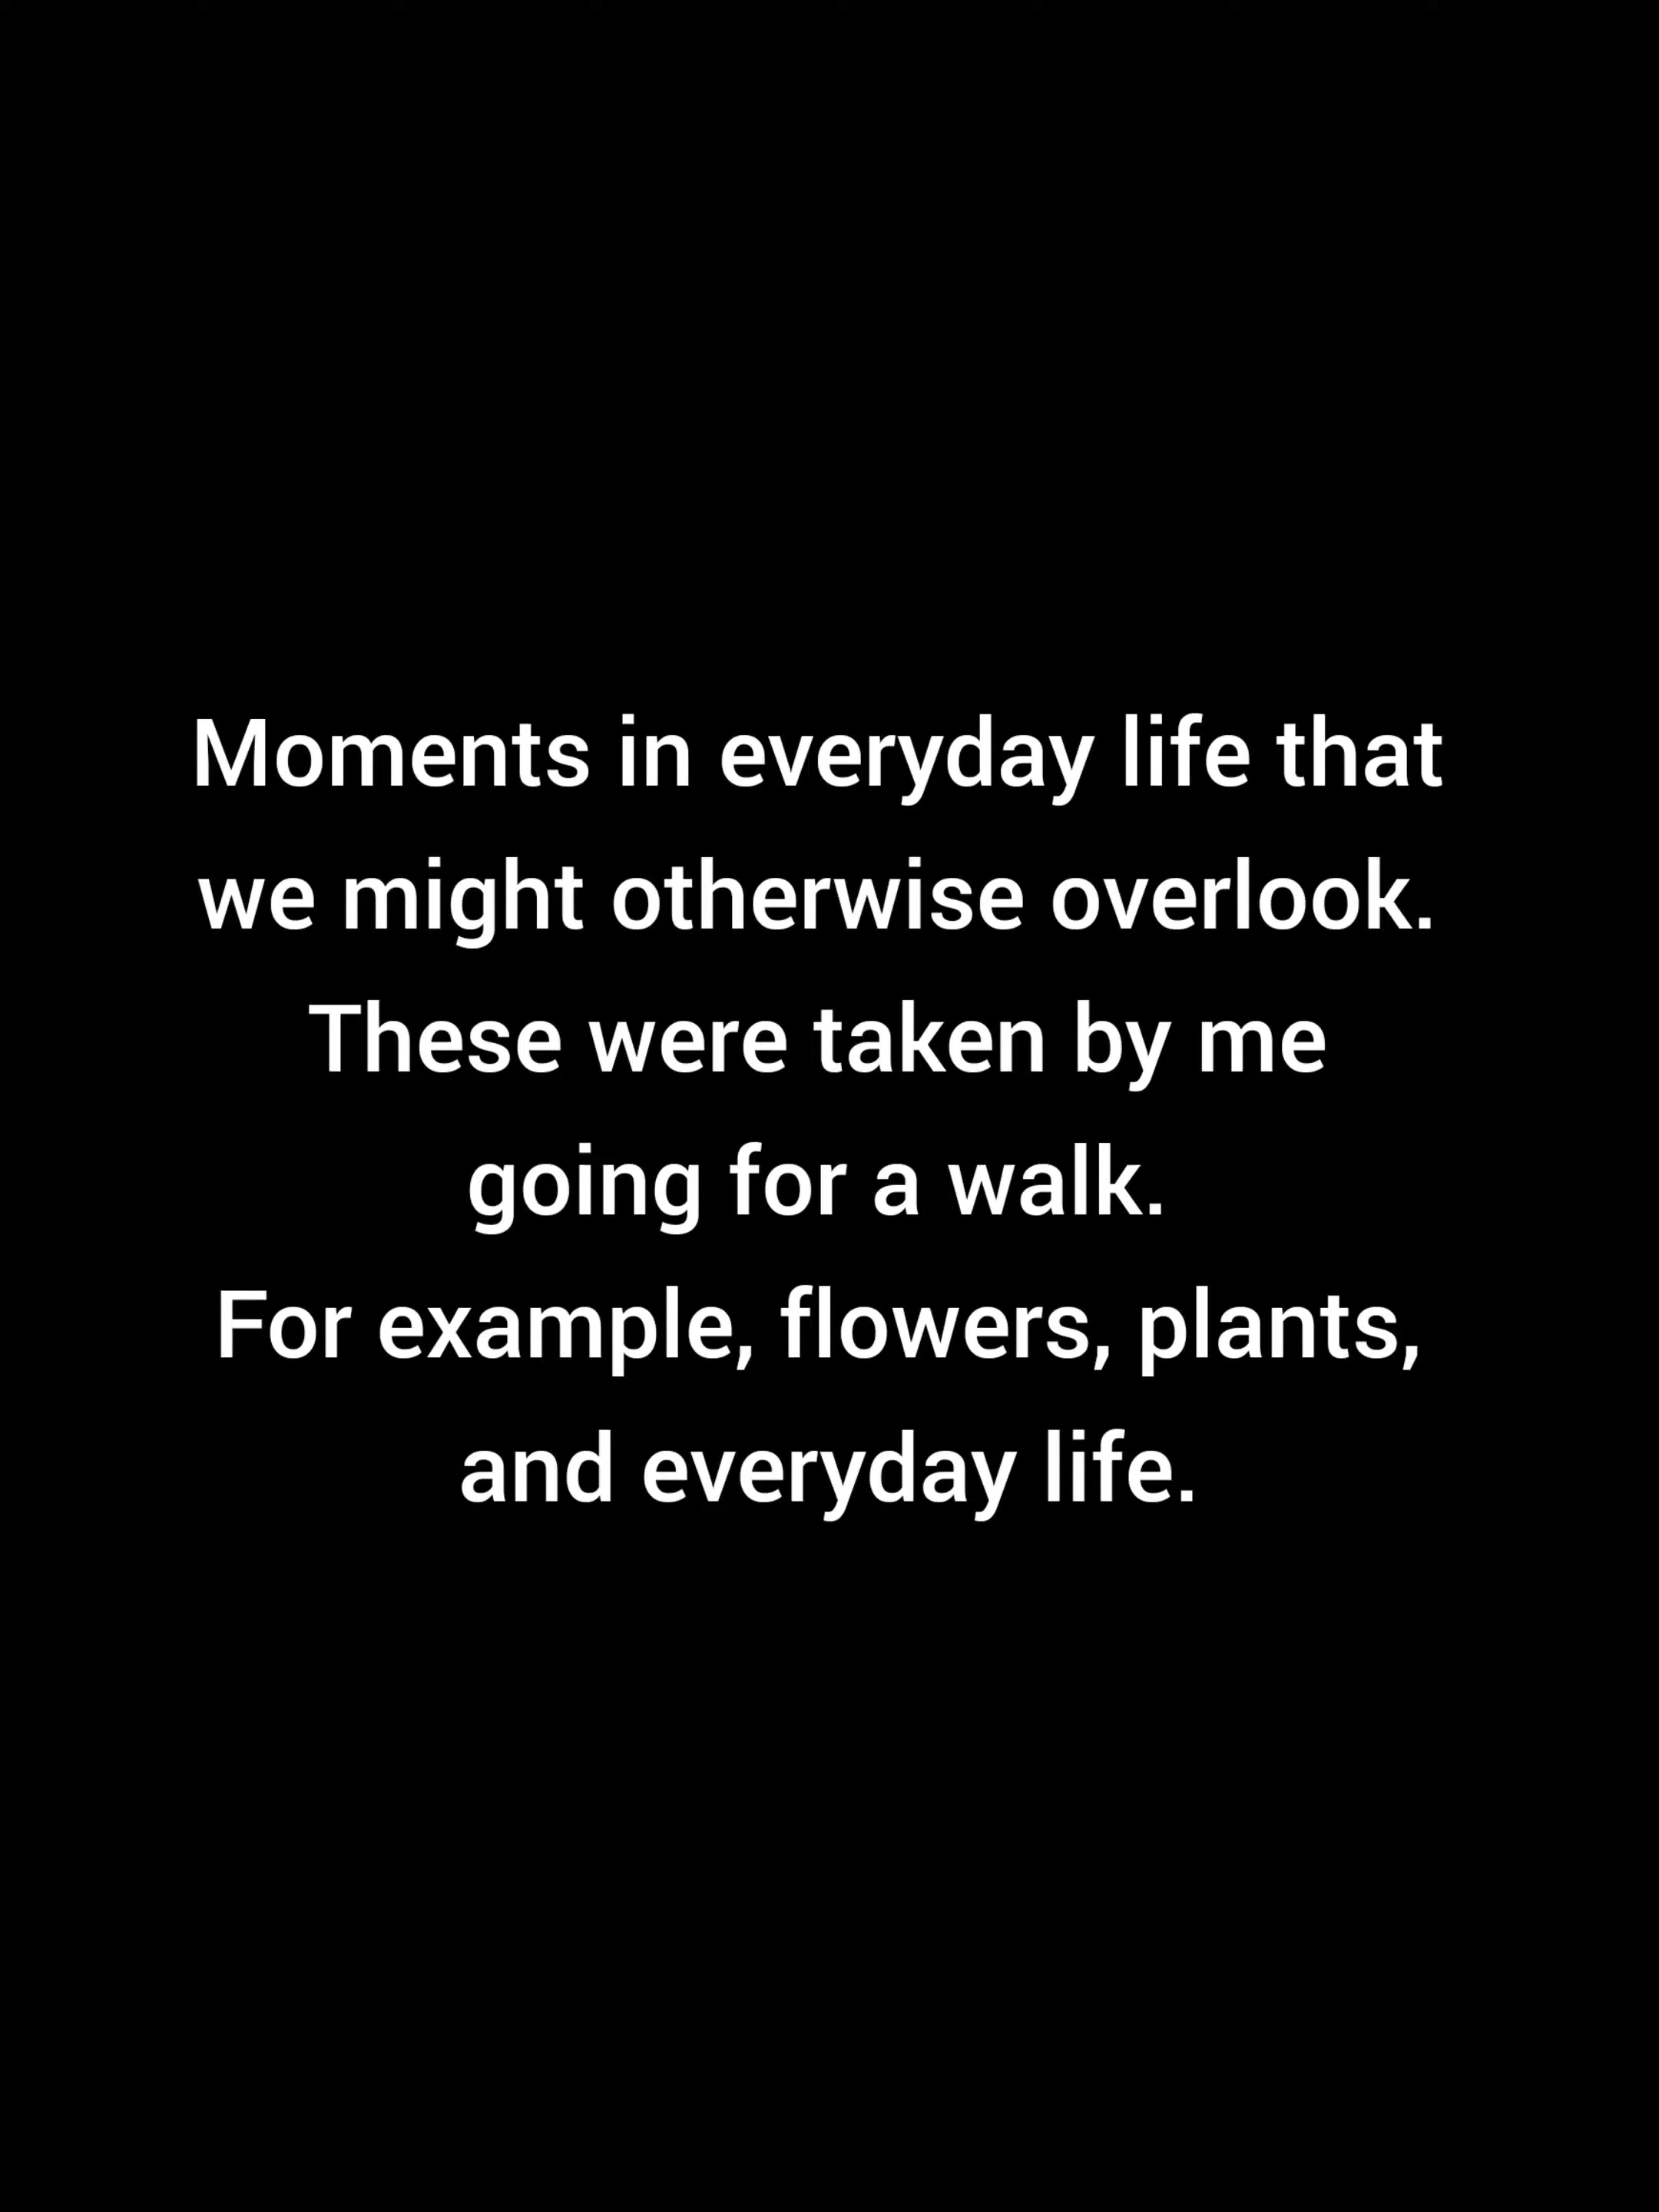 Moments in everyday life that
we might otherwise overlook.
These were taken by me
going for a walk.
For example, flowers, plants,
and everyday life.